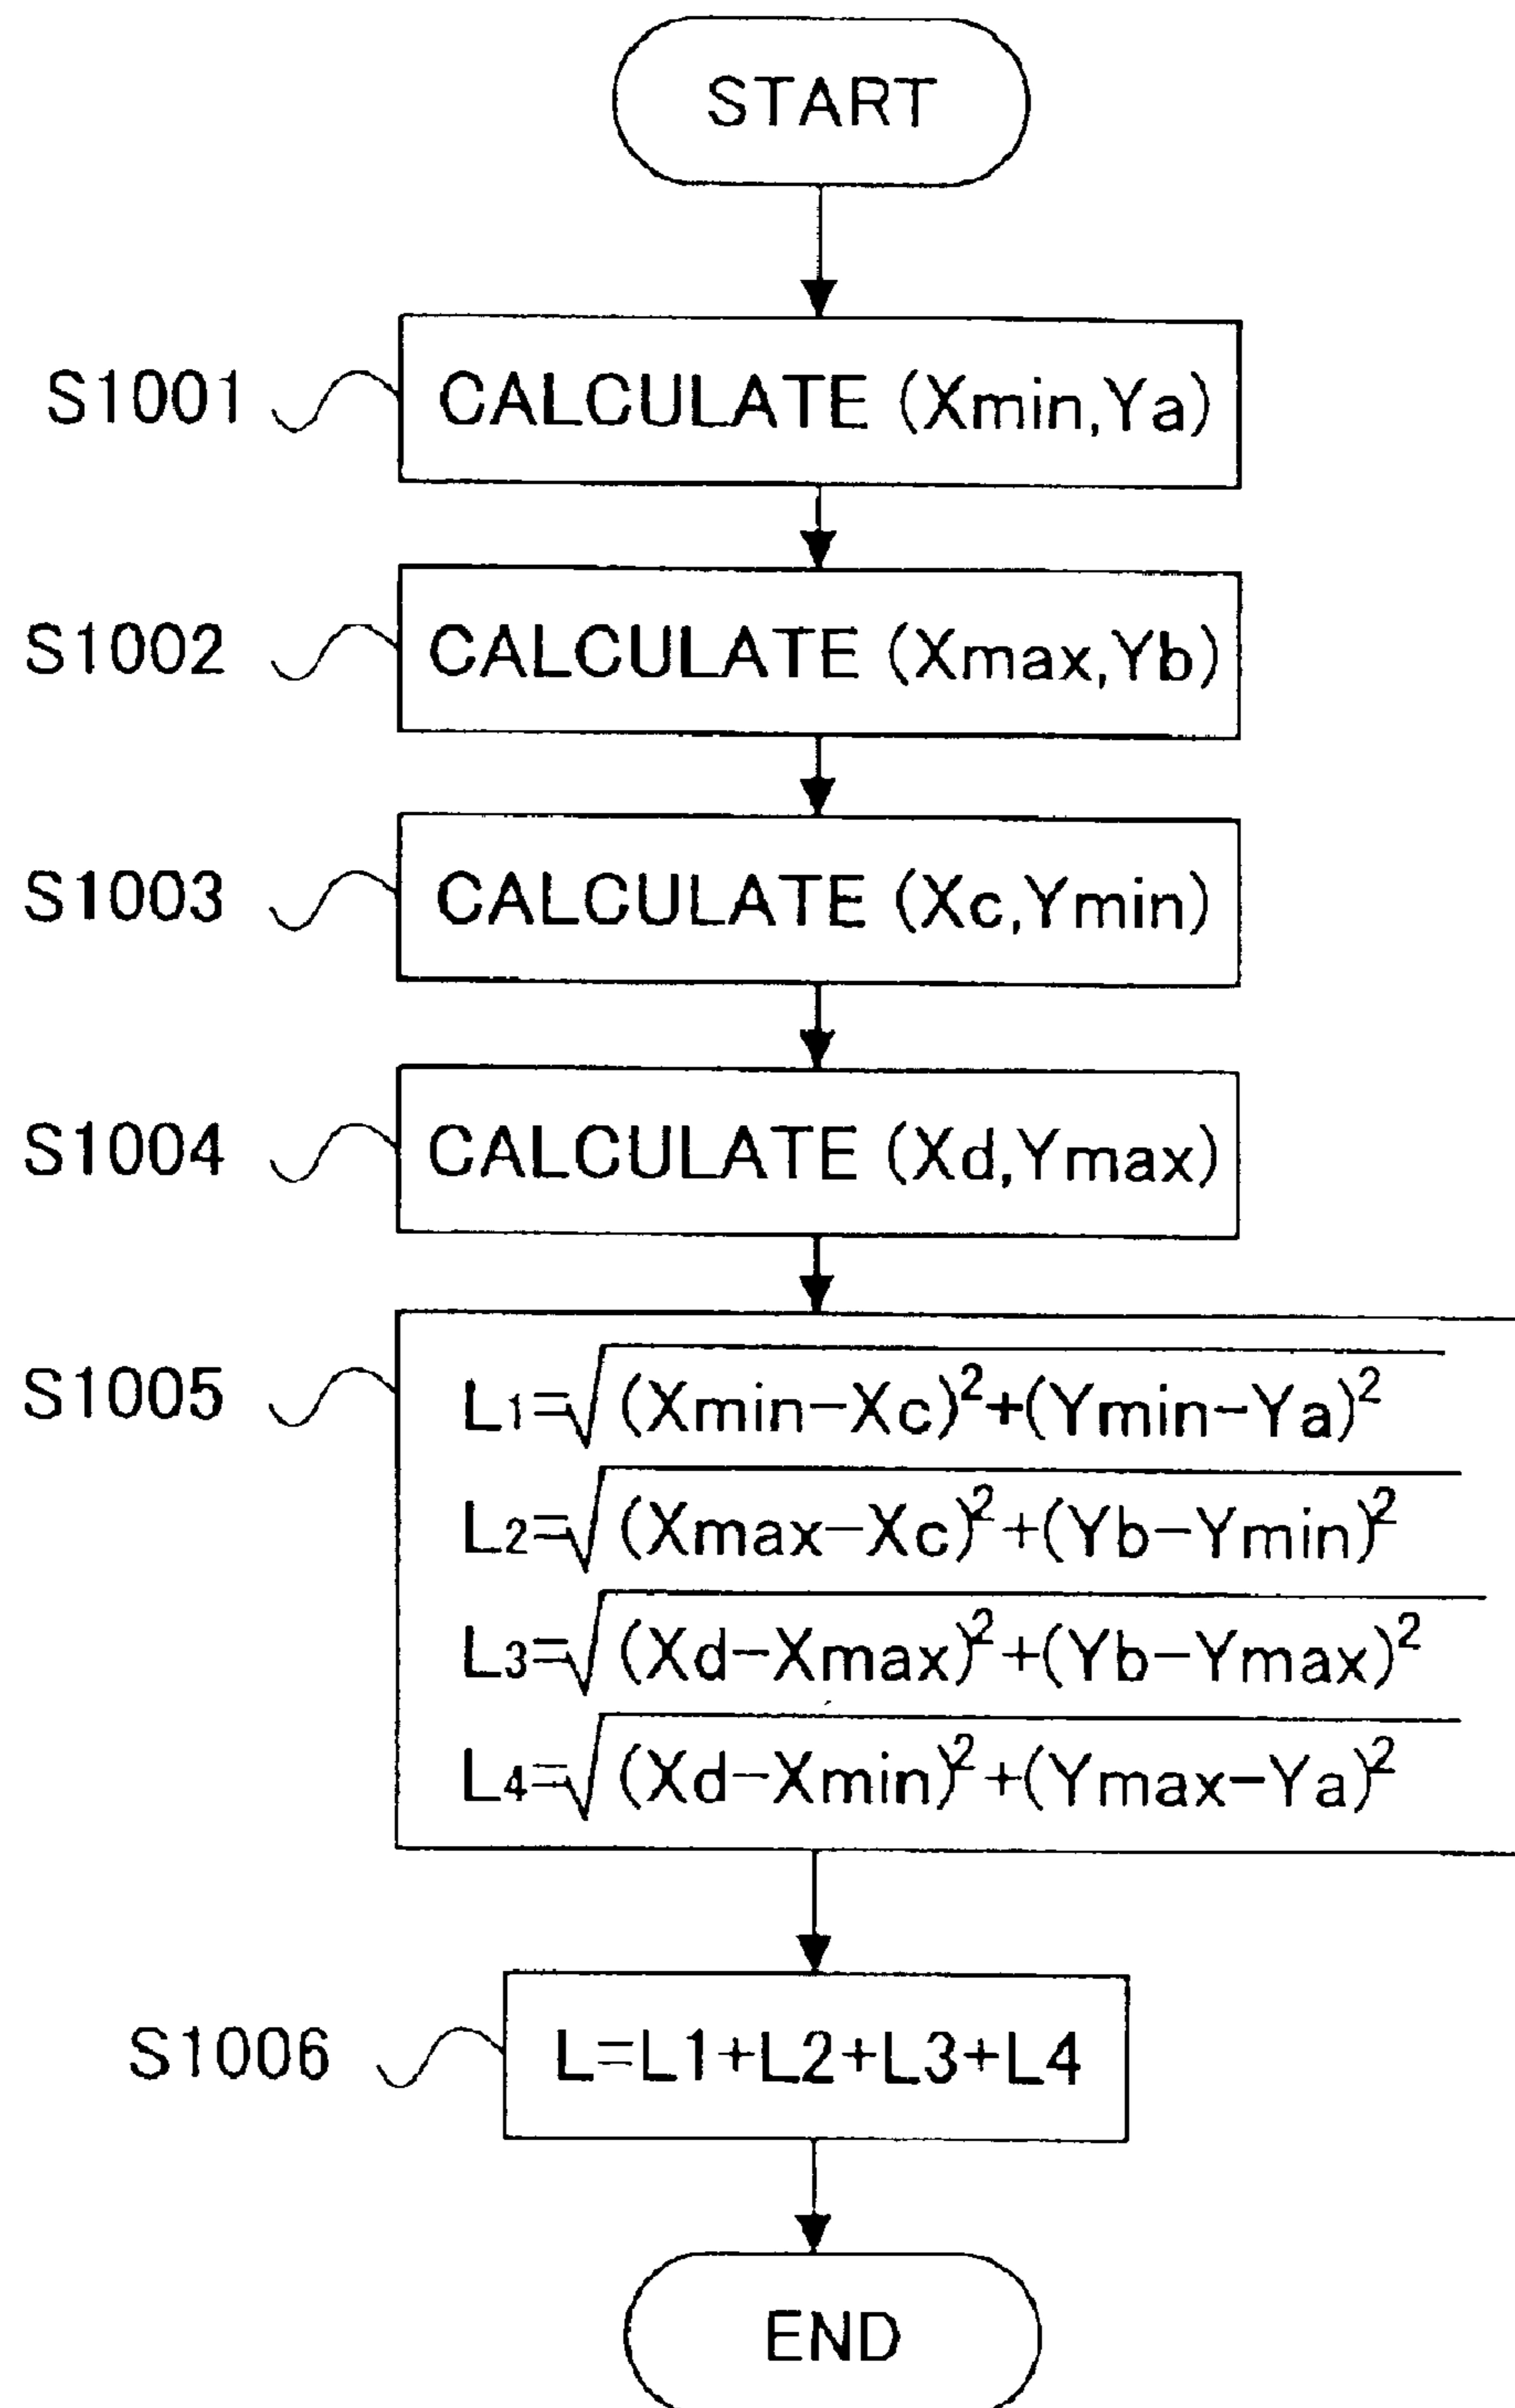 START
S1001 CALCULATE (Xmin,Ya)
S1002 CALCULATE (Xmax,Yb)
S1003 CALCULATE (Xc,Ymin)
S1004 CALCULATE (Xd,Ymax)
S1005
L1=√(Xmin-Xc)²+(Ymin-Ya)²
L2=√(Xmax-Xc)²+(Yb-Ymin)²
L3=√(Xd-Xmax)²+(Yb-Ymax)²
L4=√(Xd-Xmin)²+(Ymax-Ya)²
S1006 L=L1+L2+L3+L4
END